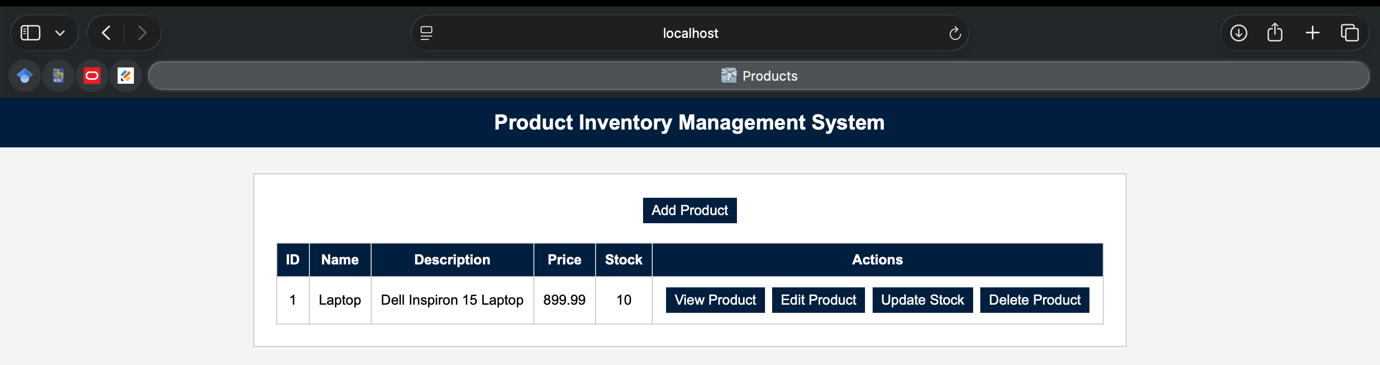 localhost
Products
Product Inventory Management System
Add Product
ID Name Description Price Stock Actions
1 Laptop Dell Inspiron 15 Laptop 899.99 10 View Product Edit Product Update Stock Delete Product